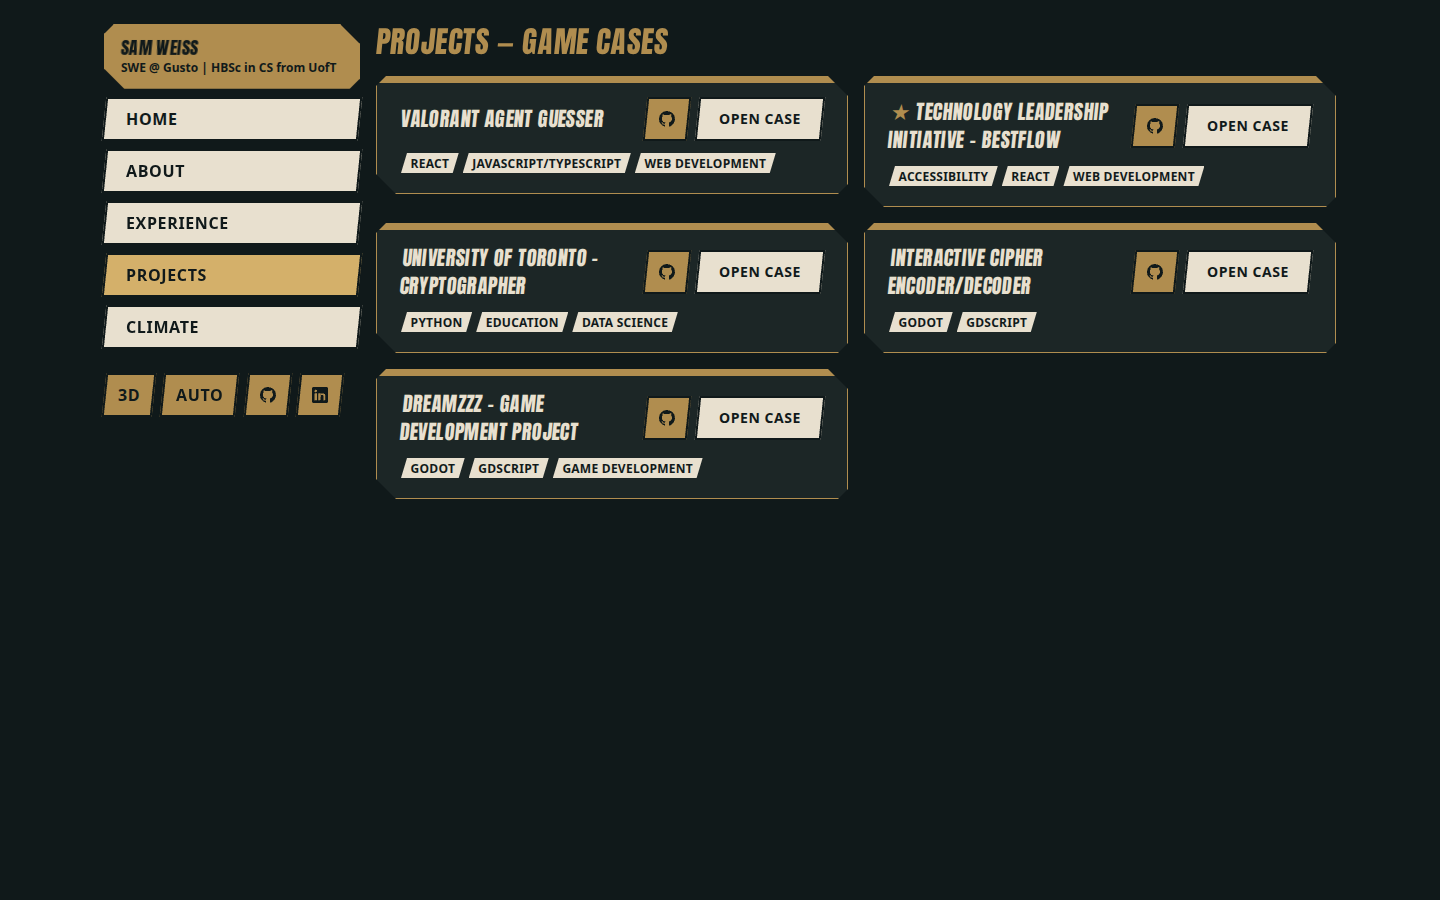 SAM WEISS
SWE @ Gusto | HBSc in CS from UofT
HOME
ABOUT
EXPERIENCE
PROJECTS
CLIMATE
3D
AUTO
PROJECTS — GAME CASES
VALORANT AGENT GUESSER
OPEN CASE
REACT
JAVASCRIPT/TYPESCRIPT
WEB DEVELOPMENT
★ TECHNOLOGY LEADERSHIP
INITIATIVE - BESTFLOW
OPEN CASE
ACCESSIBILITY
REACT
WEB DEVELOPMENT
UNIVERSITY OF TORONTO -
CRYPTOGRAPHER
OPEN CASE
PYTHON
EDUCATION
DATA SCIENCE
INTERACTIVE CIPHER
ENCODER/DECODER
OPEN CASE
GODOT
GDSCRIPT
DREAMZZZ - GAME
DEVELOPMENT PROJECT
OPEN CASE
GODOT
GDSCRIPT
GAME DEVELOPMENT